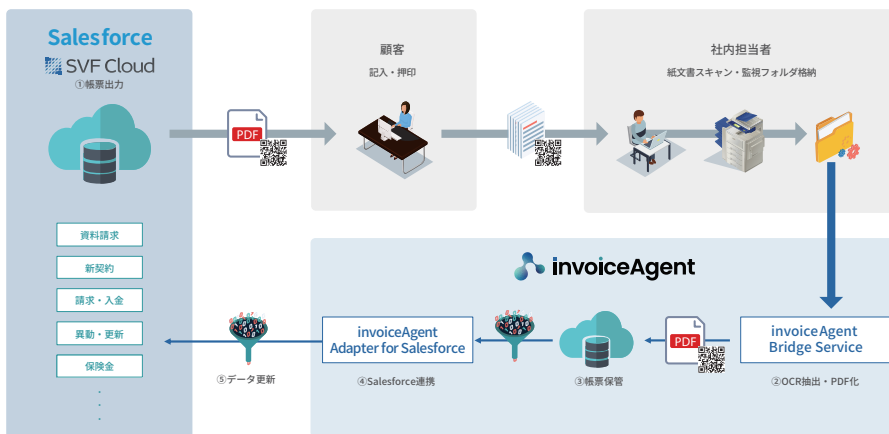 Salesforce
SVF Cloud
①帳票出力
PDF
顧客
記入・押印
社内担当者
紙文書スキャン・監視フォルダ格納
資料請求
新契約
請求・入金
異動・更新
保険金
invoiceAgent
invoiceAgent
Bridge Service
②OCR抽出・PDF化
PDF
③帳票保管
invoiceAgent
Adapter for Salesforce
④Salesforce連携
⑤データ更新